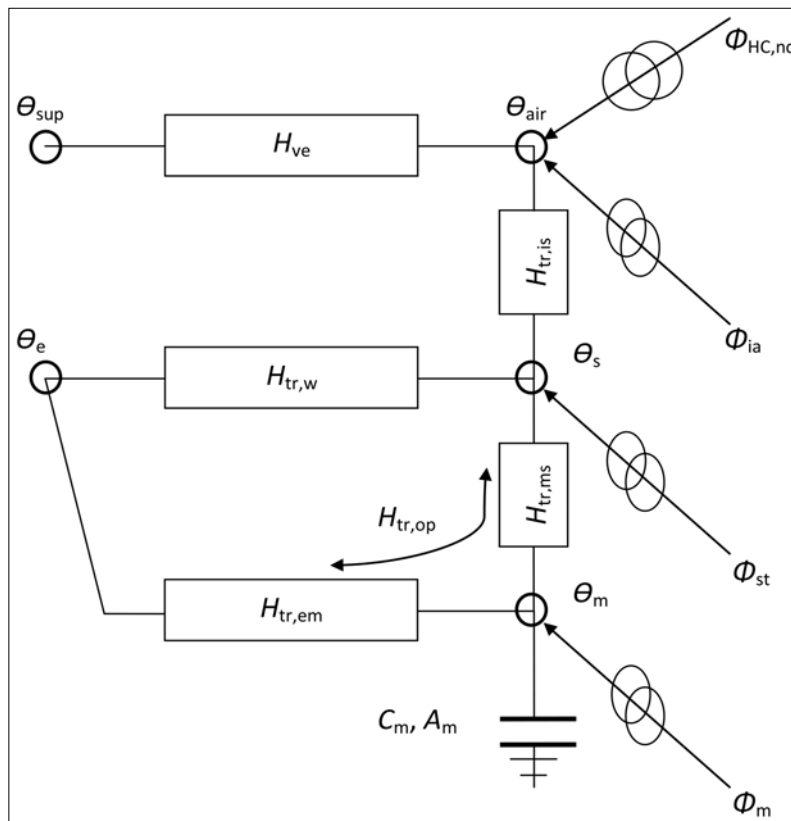 ΦHC,nd
θsup
θair
Hve
Htr,is
θe
θs
Φia
Htr,w
Htr,ms
Htr,op
Φst
θm
Htr,em
Cm, Am
Φm